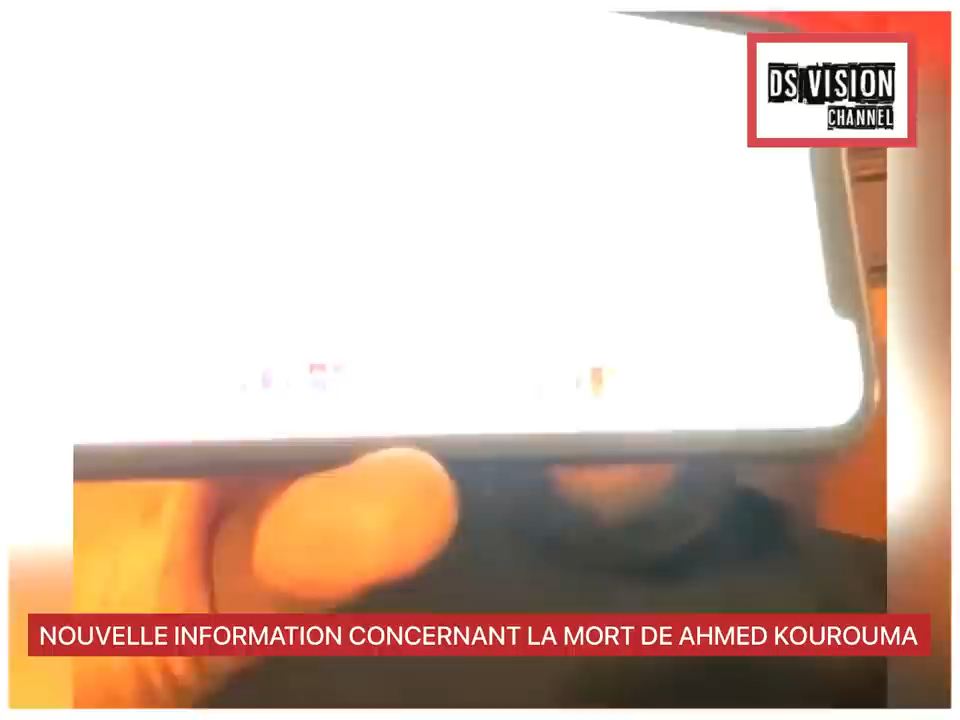 DS VISION
CHANNEL
NOUVELLE INFORMATION CONCERNANT LA MORT DE AHMED KOUROUMA